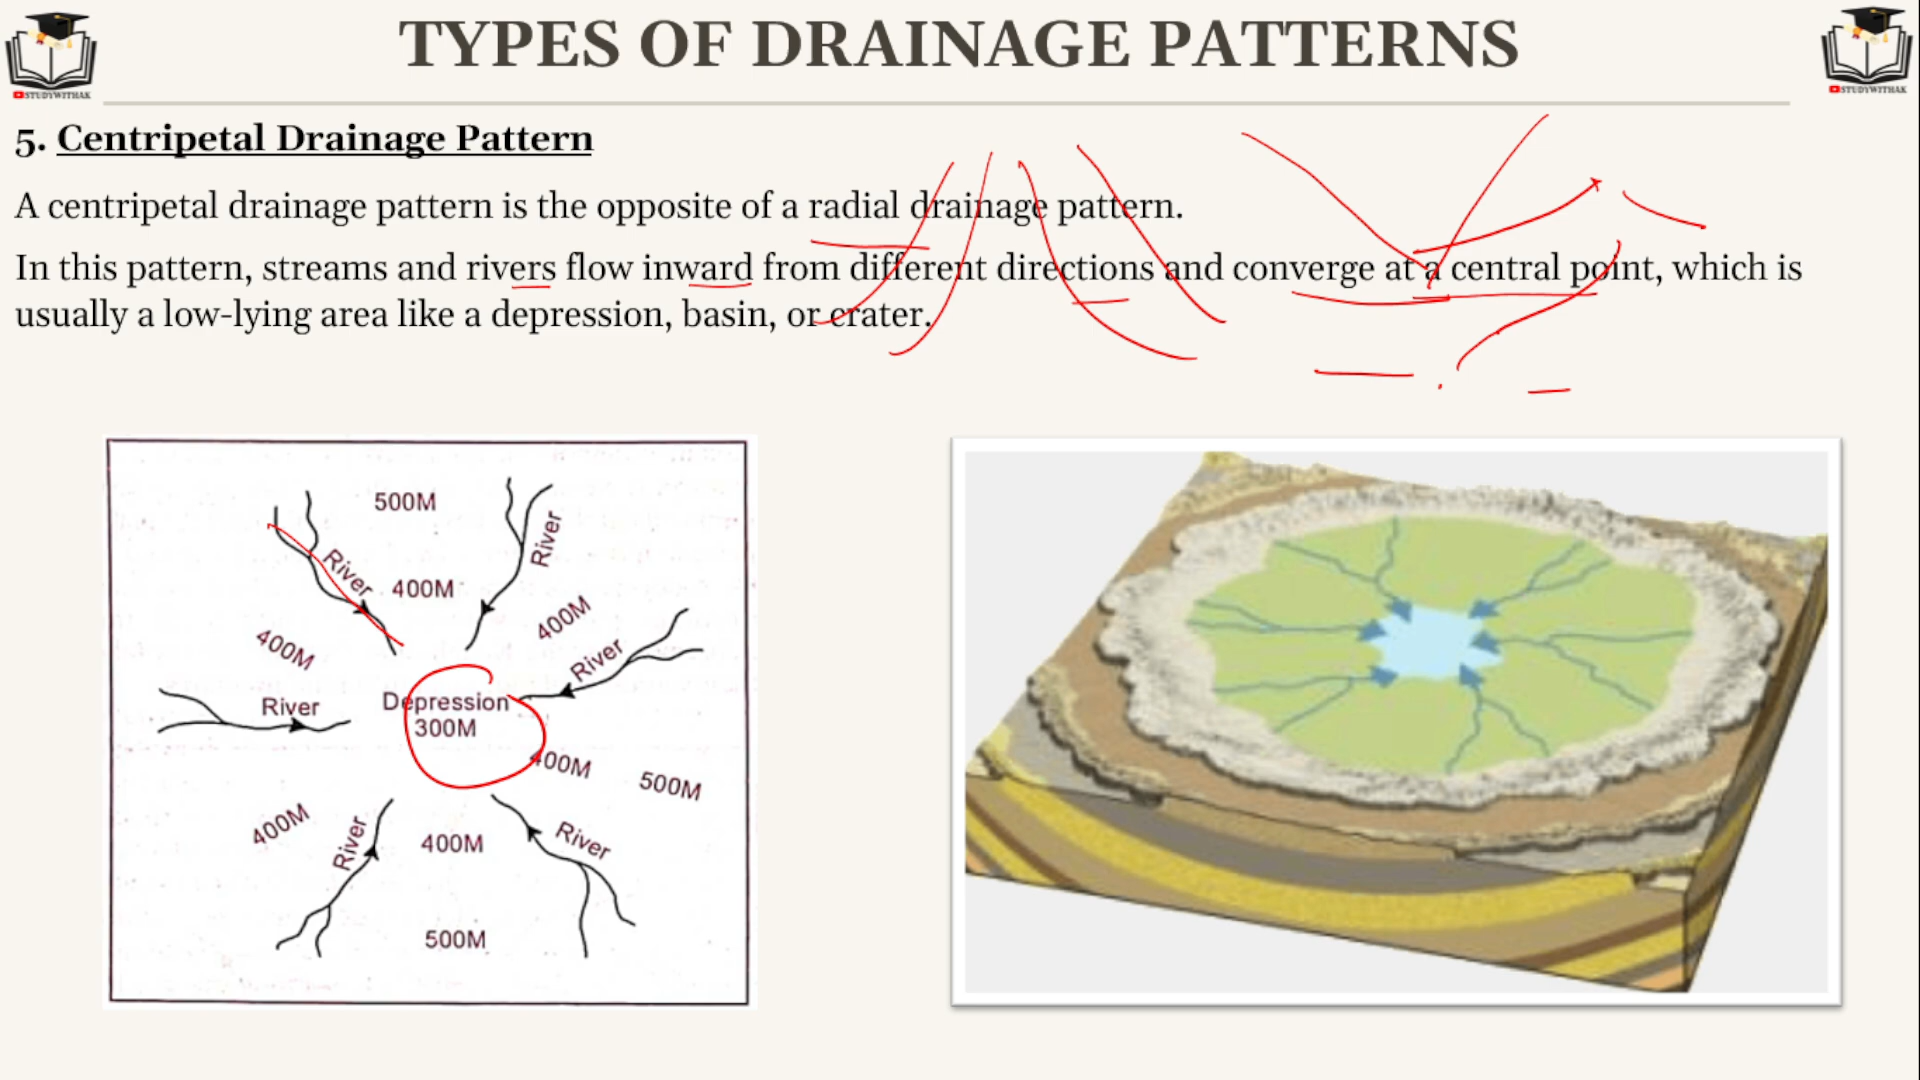 TYPES OF DRAINAGE PATTERNS
STUDYWITHAK
STUDYWITHAK
5. Centripetal Drainage Pattern
A centripetal drainage pattern is the opposite of a radial drainage pattern.
In this pattern, streams and rivers flow inward from different directions and converge at a central point, which is
usually a low-lying area like a depression, basin, or crater.
500M
River
River
400M
400M
400M
River
River
Depression
300M
400M
500M
400M
River
400M
River
500M